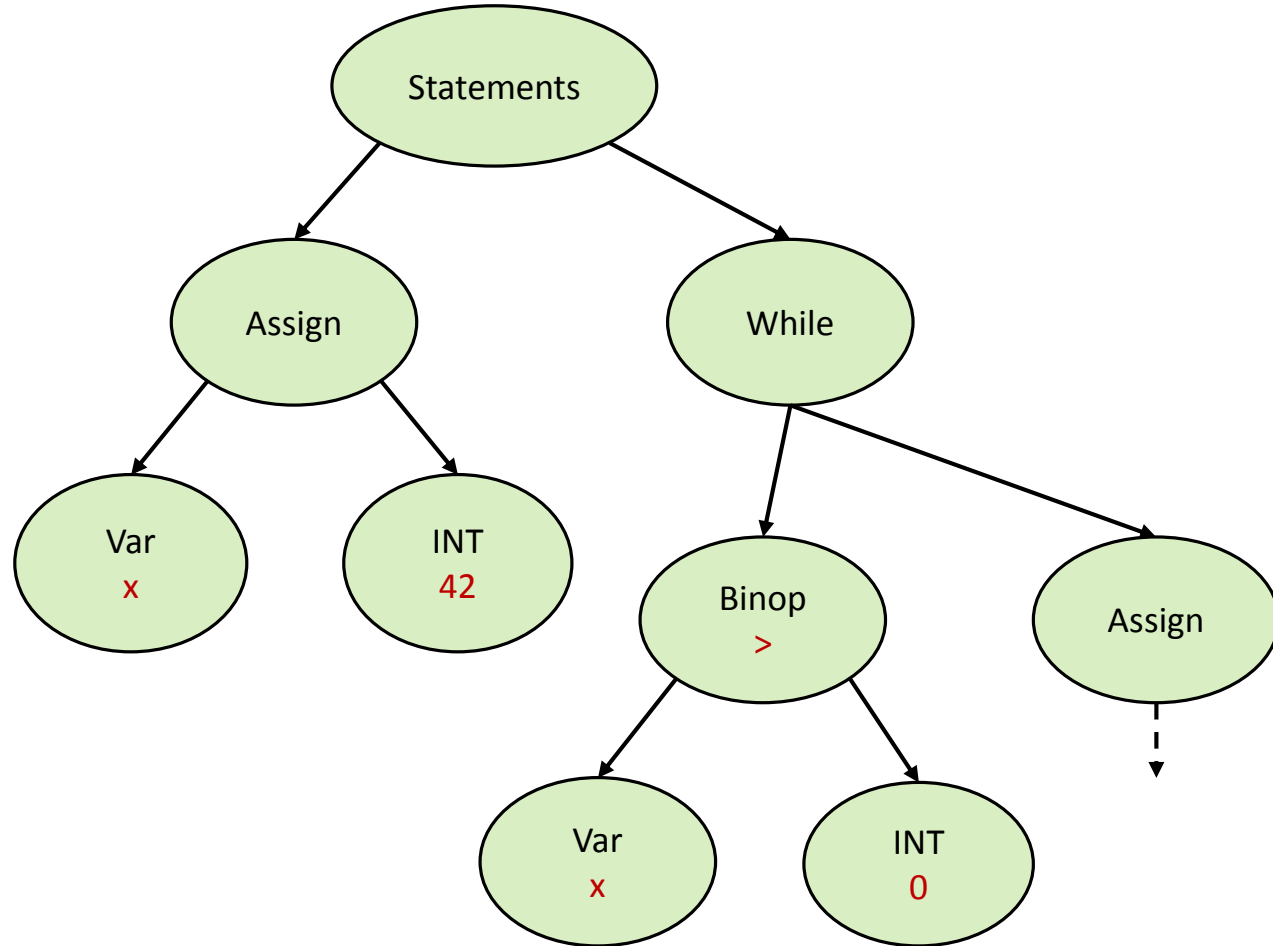 Statements
Assign
While
Var
x
INT
42
Binop
>
Assign
Var
x
INT
0